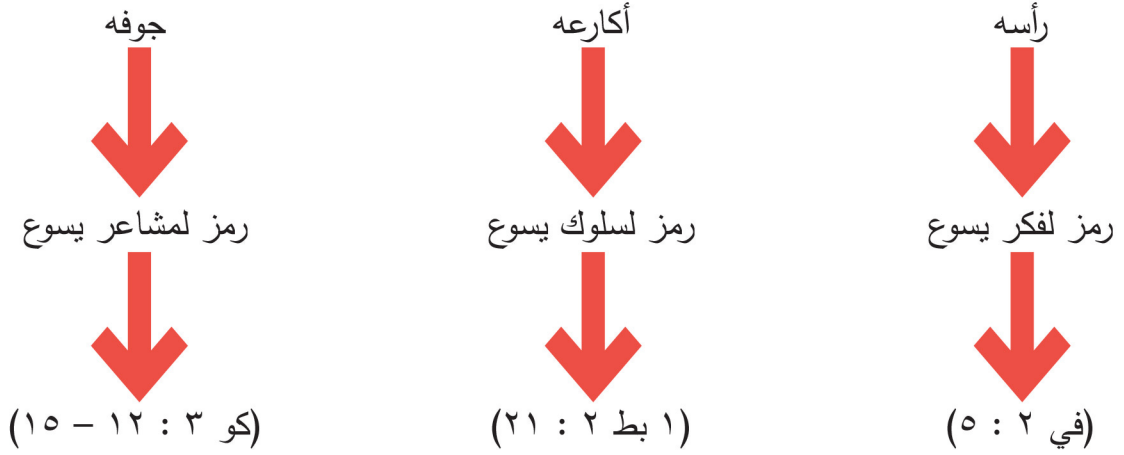 رأسه
أكارعه
جوفه
رمز لفكر يسوع
رمز لسلوك يسوع
رمز لمشاعر يسوع
(في ٢ : ٥)
(١ بط ٢ : ٢١)
(كو ٣ : ١٢ – ١٥)